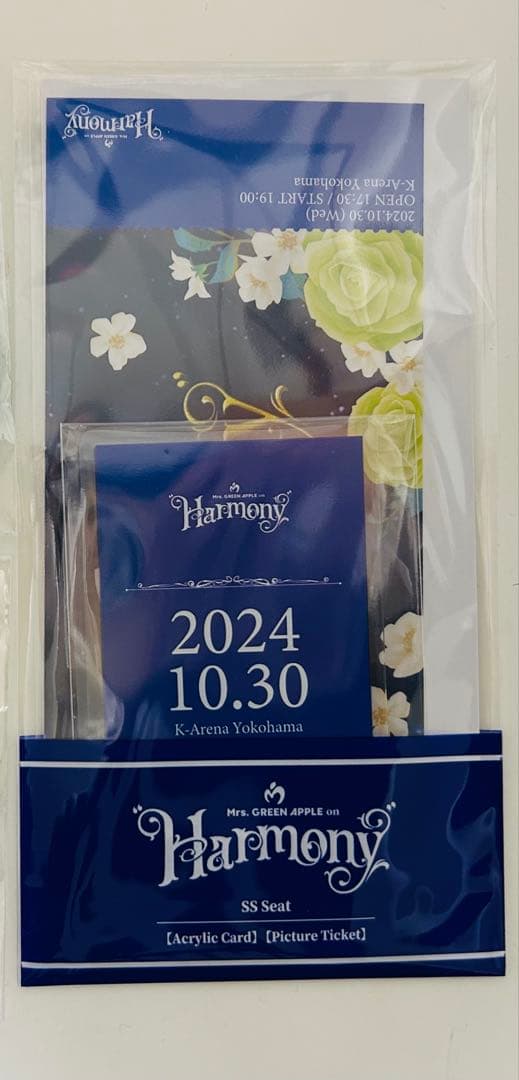 Mrs. GREEN APPLE on
"Harmony"
2024.10.30 (Wed)
OPEN 17:30 / START 19:00
K-Arena Yokohama
Mrs. GREEN APPLE on
"Harmony"
2024
10.30
K-Arena Yokohama
Mrs. GREEN APPLE on
"Harmony"
SS Seat
【Acrylic Card】【Picture Ticket】